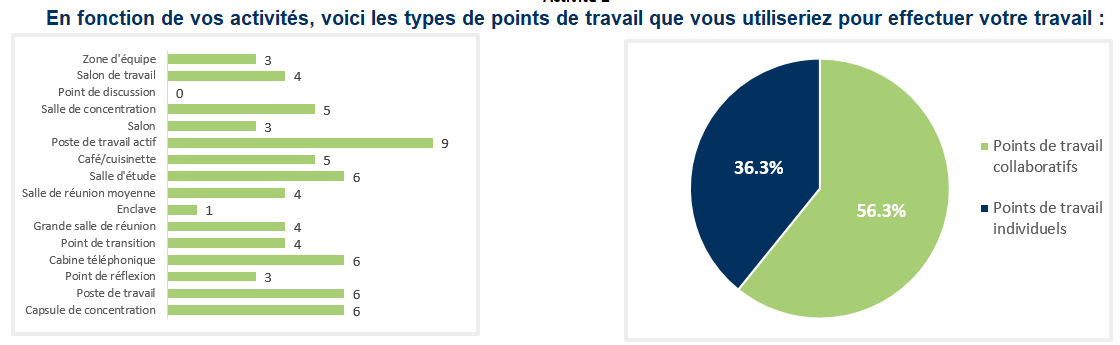 En fonction de vos activités, voici les types de points de travail que vous utiliseriez pour effectuer votre travail :
Zone d'équipe 3
Salon de travail 4
Point de discussion 0
Salle de concentration 5
Salon 3
Poste de travail actif 9
Café/cuisinette 5
Salle d'étude 6
Salle de réunion moyenne 4
Enclave 1
Grande salle de réunion 4
Point de transition 4
Cabine téléphonique 6
Point de réflexion 3
Poste de travail 6
Capsule de concentration 6
36.3%
56.3%
Points de travail
collaboratifs
Points de travail
individuels